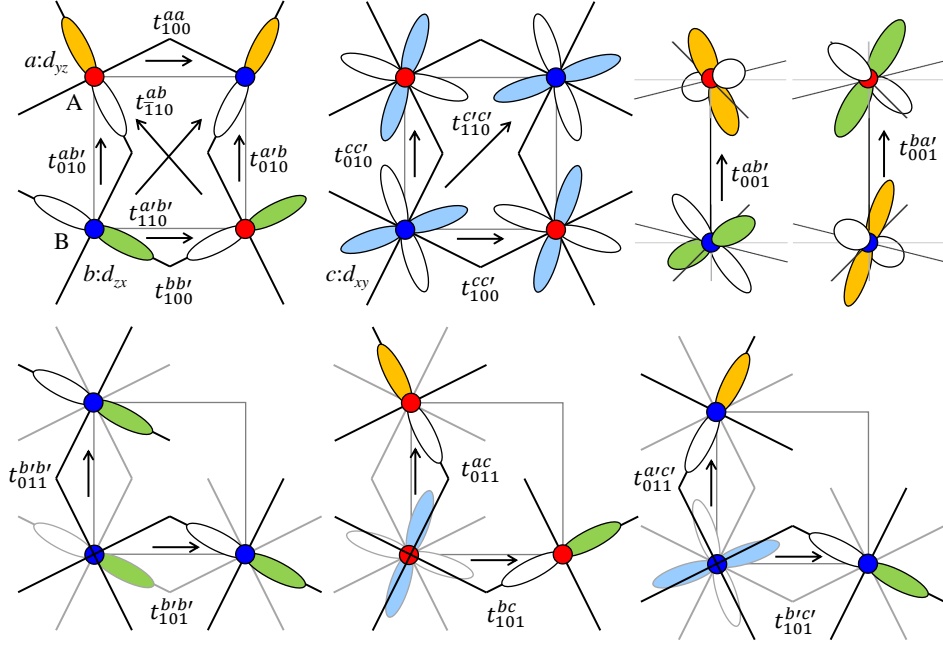 $t_{100}^{aa}$
$a{:}d_{yz}$
A
$t_{\bar{1}10}^{ab}$
$t_{010}^{ab'}$
$t_{010}^{a'b}$
$t_{110}^{a'b'}$
B
$b{:}d_{zx}$
$t_{100}^{bb'}$
$t_{110}^{c'c'}$
$t_{010}^{cc'}$
$c{:}d_{xy}$
$t_{100}^{cc'}$
$t_{001}^{ab'}$
$t_{001}^{ba'}$
$t_{011}^{b'b'}$
$t_{101}^{b'b'}$
$t_{011}^{ac}$
$t_{101}^{bc}$
$t_{011}^{a'c'}$
$t_{101}^{b'c'}$